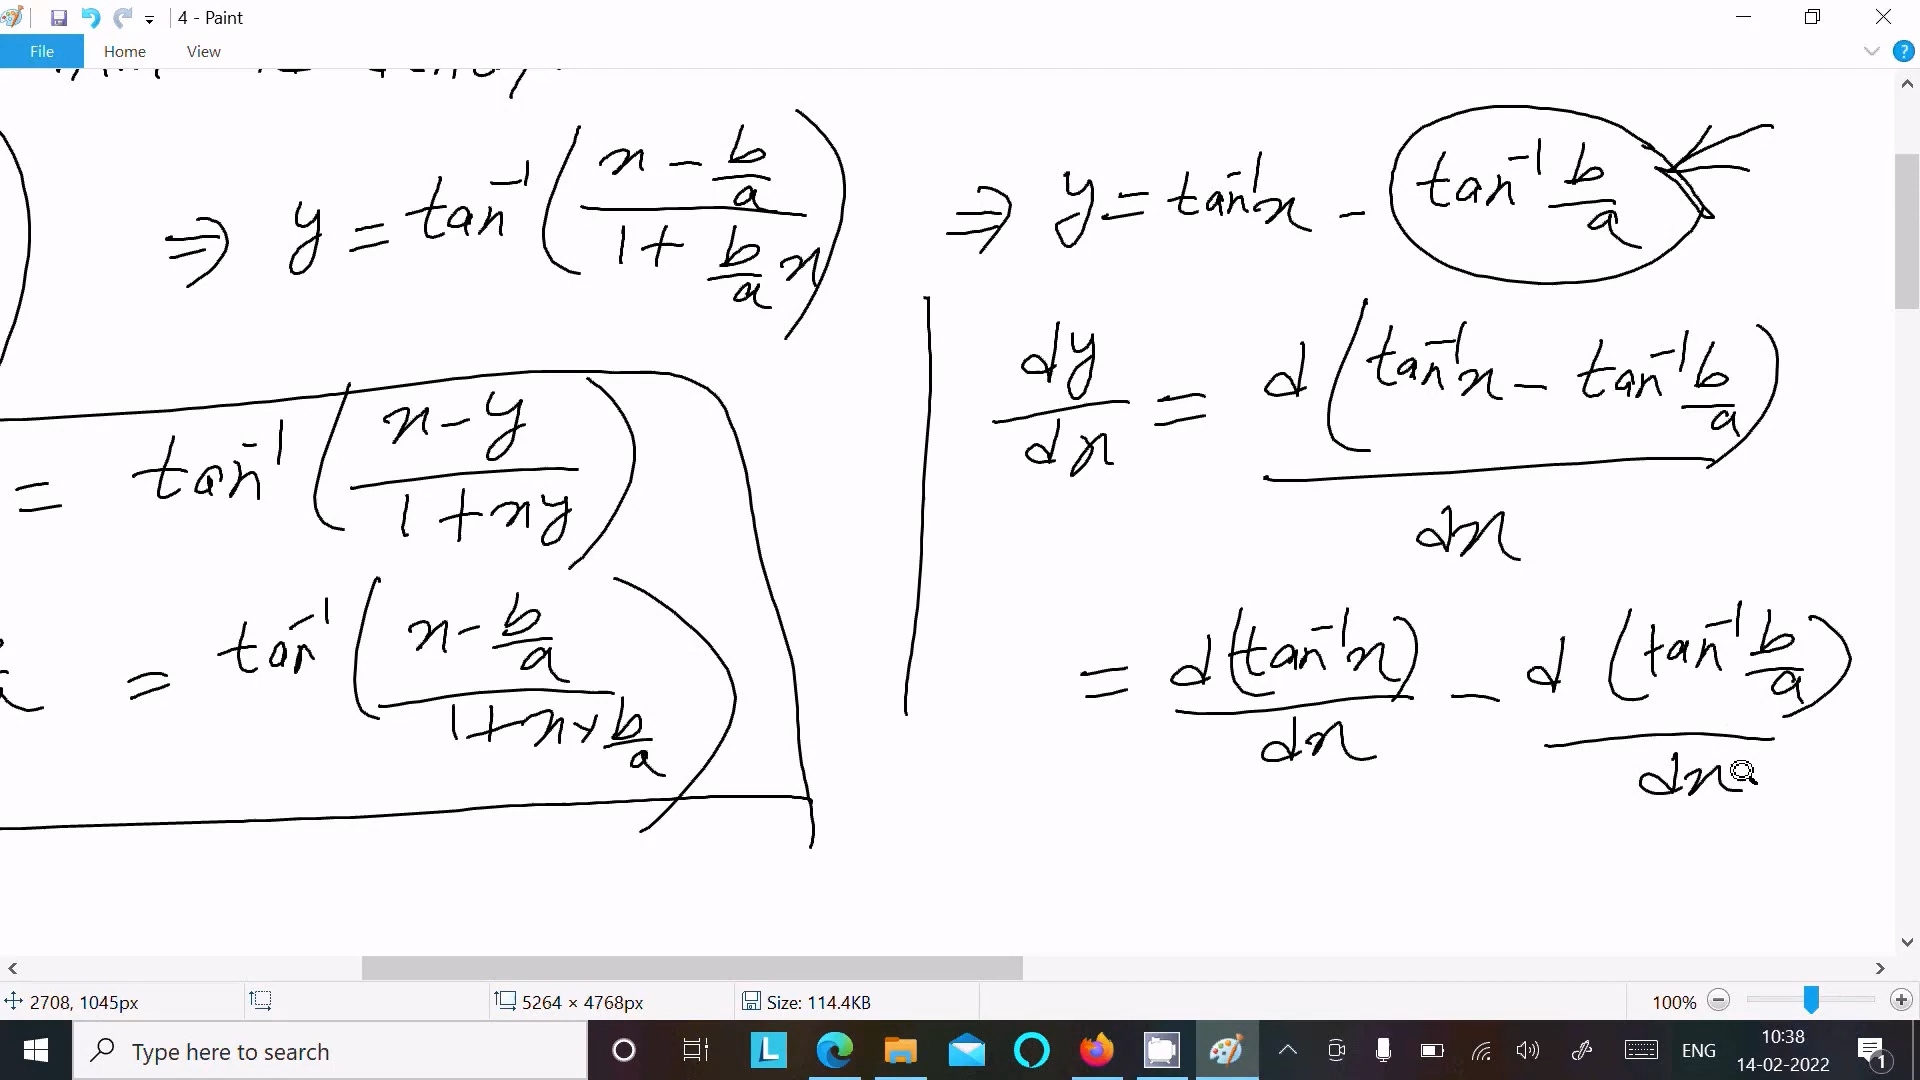 4 - Paint
File Home View
⇒ y = tan⁻¹((x - b/a)/(1 + b/a x)) ⇒ y = tan⁻¹x - tan⁻¹ b/a
dy/dx = d(tan⁻¹x - tan⁻¹ b/a)/dx
= tan⁻¹((x - y)/(1 + xy))
= d(tan⁻¹x)/dx - d(tan⁻¹ b/a)/dx
= tan⁻¹((x - b/a)/(1 + x × b/a))
2708, 1045px 5264 × 4768px Size: 114.4KB 100%
Type here to search
L
ENG
10:38
14-02-2022
1